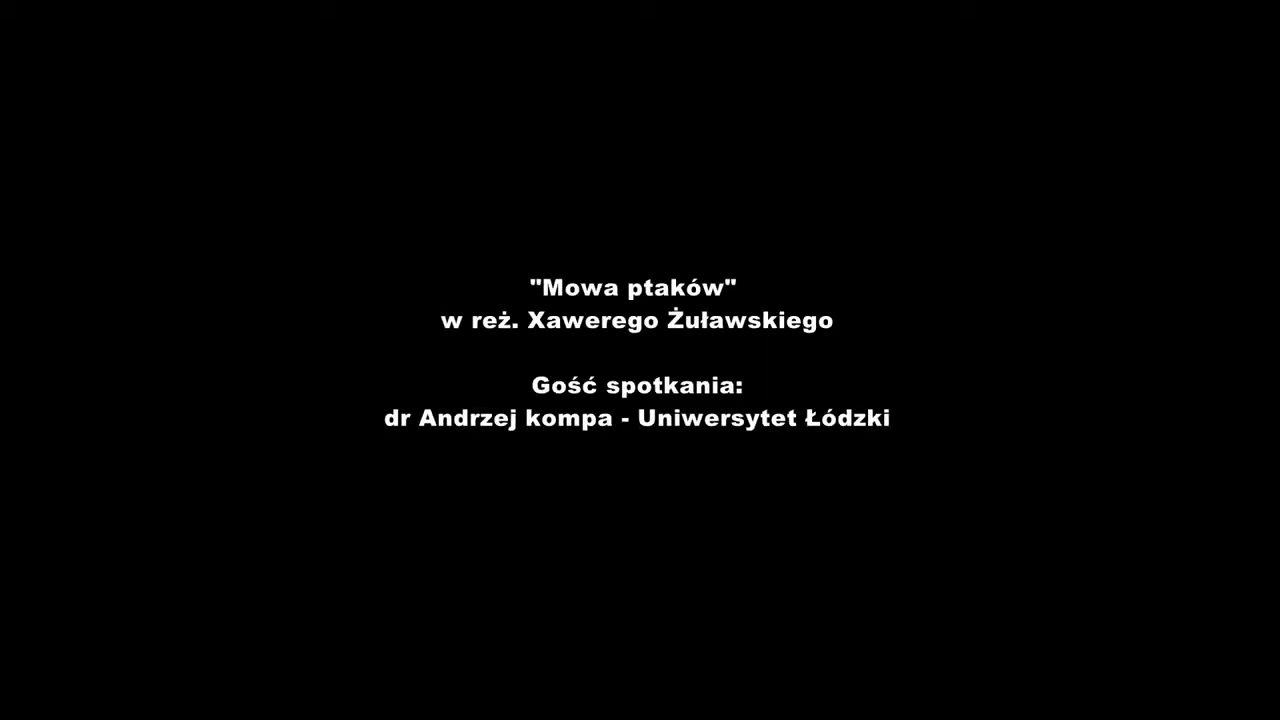 "Mowa ptaków"
w reż. Xawerego Żuławskiego
Gość spotkania:
dr Andrzej kompa - Uniwersytet Łódzki